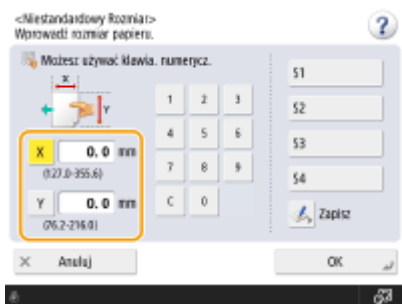 <Niestandardowy Rozmiar>
Wprowadź rozmiar papieru.
?
Możesz używać klawia. numerycz.
X
Y
1 2 3
4 5 6
7 8 9
C 0
X 0. 0 mm
(127.0-355.6)
Y 0. 0 mm
(76.2-216.0)
S1
S2
S3
S4
Zapisz
× Anuluj
OK